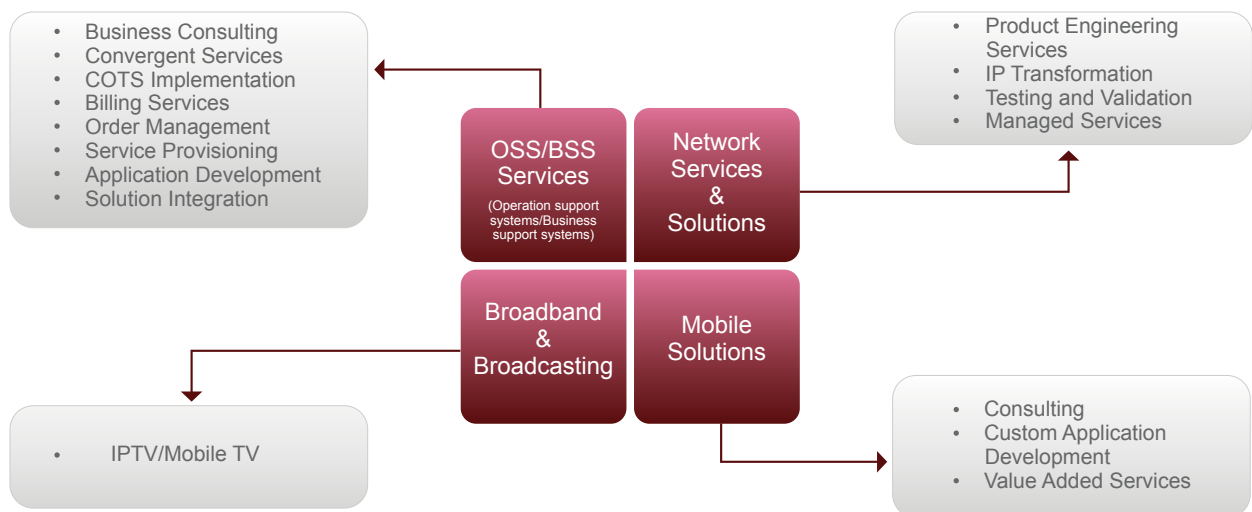 • Business Consulting
• Convergent Services
• COTS Implementation
• Billing Services
• Order Management
• Service Provisioning
• Application Development
• Solution Integration
OSS/BSS
Services
(Operation support
systems/Business
support systems)
Network
Services
&
Solutions
• Product Engineering
Services
• IP Transformation
• Testing and Validation
• Managed Services
Broadband
&
Broadcasting
Mobile
Solutions
• IPTV/Mobile TV
• Consulting
• Custom Application
Development
• Value Added Services